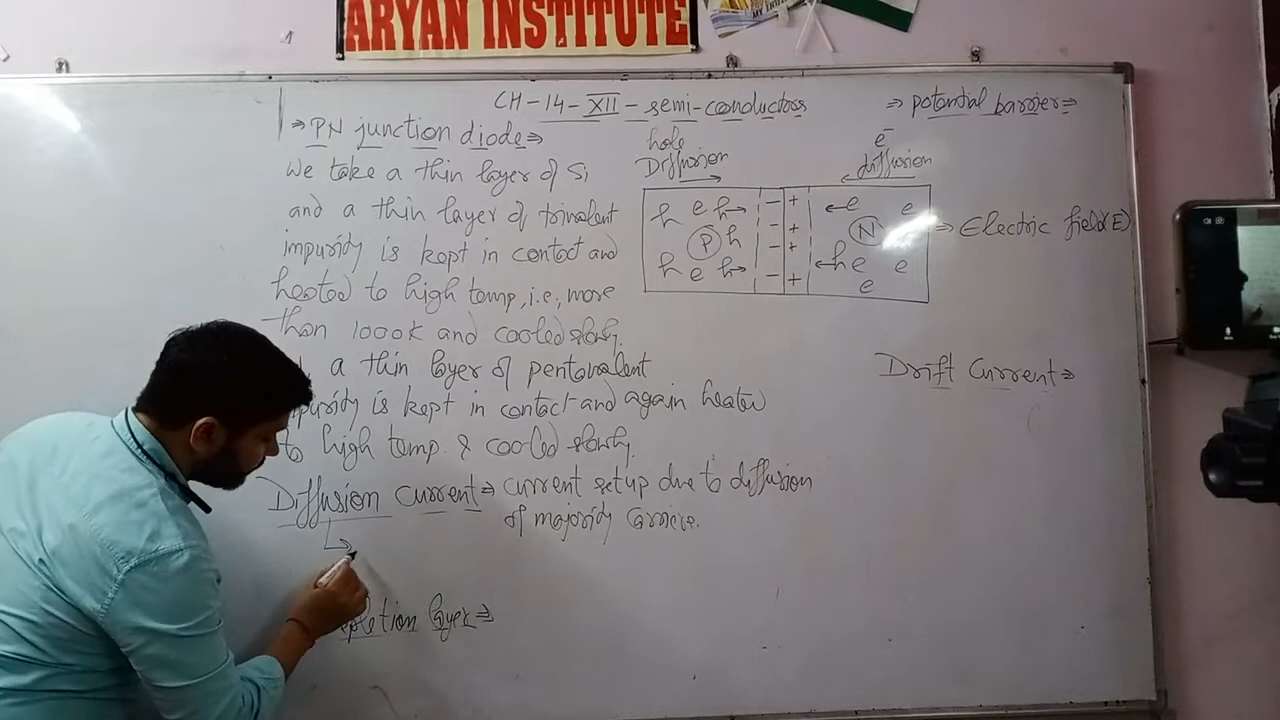 ARYAN INSTITUTE
CH-14-XII-semi-conductors
⇒ PN junction diode ⇒
We take a thin layer of Si
and a thin layer of trivalent
impurity is kept in contact and
heated to high temp, i.e., more
than 1000K and cooled slowly.
a thin layer of pentavalent
is kept in contact and again heated
to high temp. & cooled slowly.
Diffusion current ⇒ current setup due to diffusion
of majority carriers.
layer ⇒
hole
Diffusion
e⁻
diffusion
h e h → - + ← e e
P h - + N
- +
h e h → - + ← h e e
e
⇒ potential barrier ⇒
⇒ Electric field (E)
Drift Current ⇒